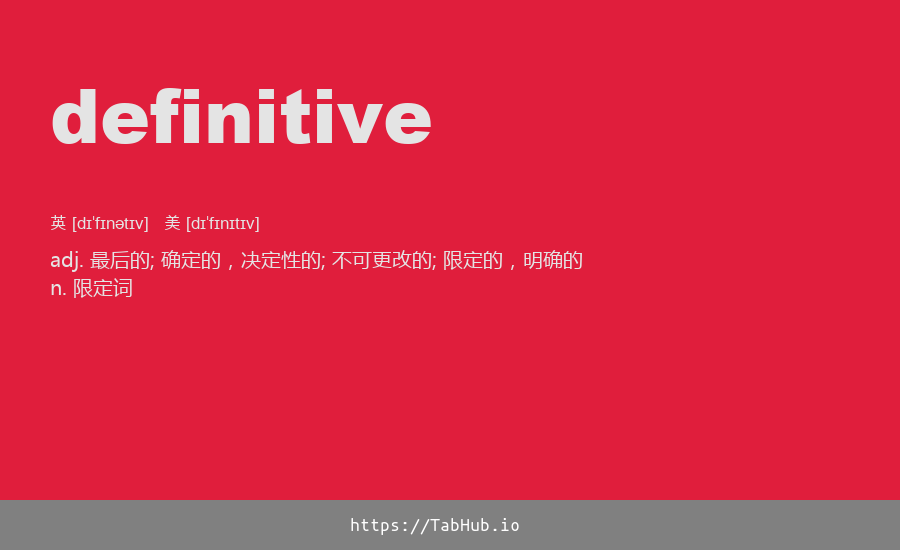 definitive
英 [dɪˈfɪnətɪv] 美 [dɪˈfɪnɪtɪv]
adj. 最后的; 确定的，决定性的; 不可更改的; 限定的，明确的
n. 限定词
https://TabHub.io